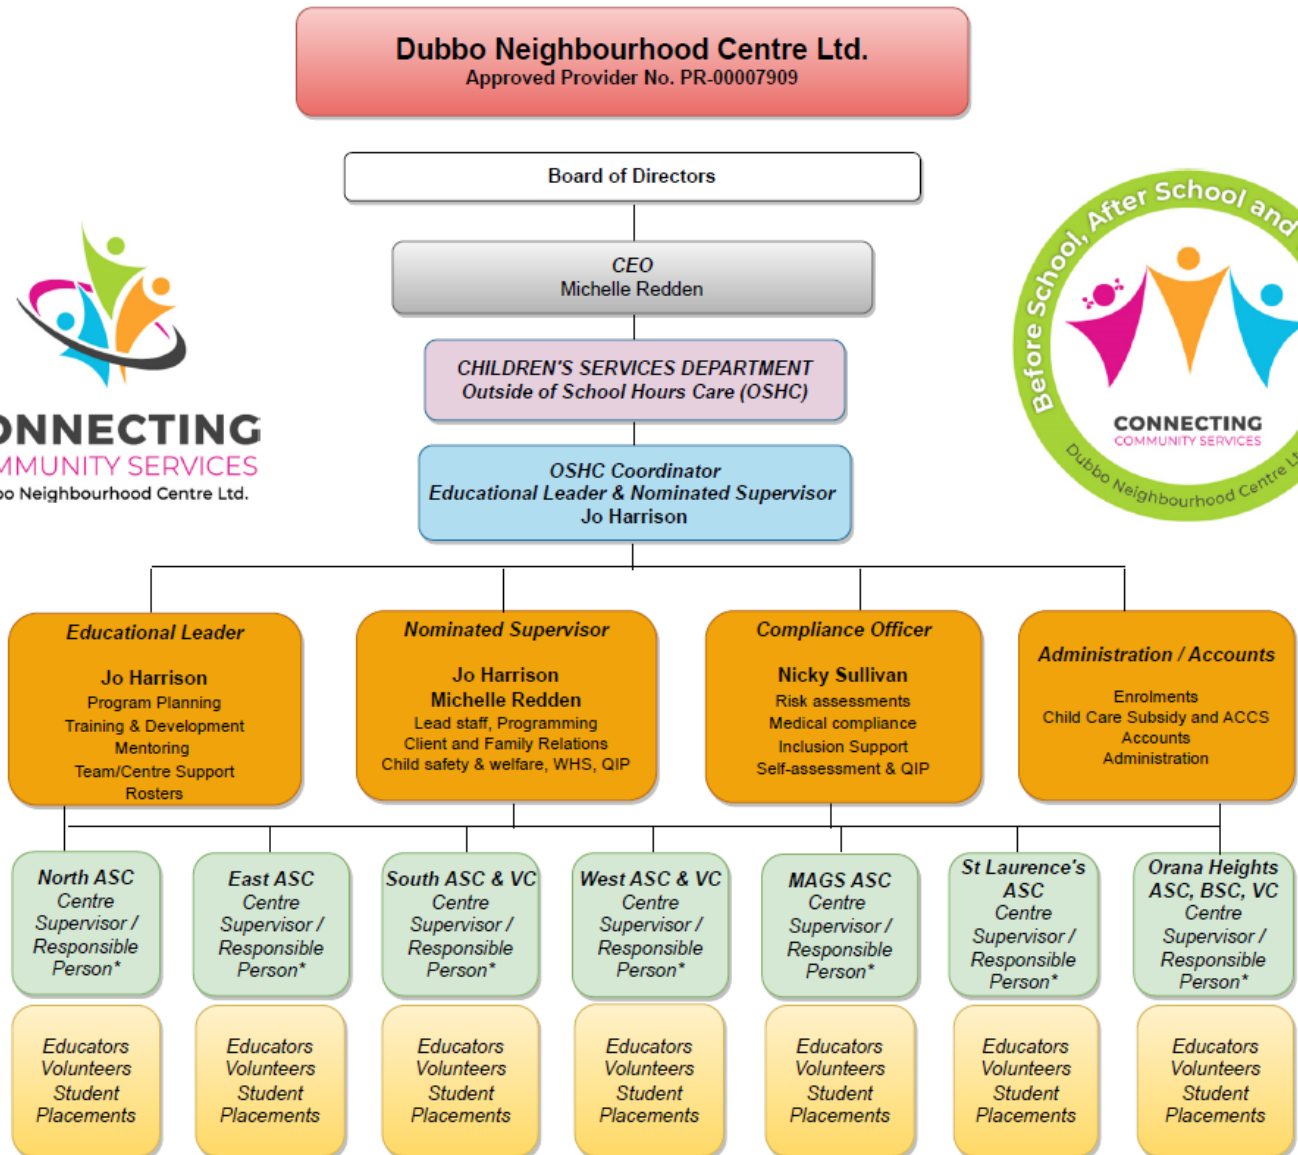 Dubbo Neighbourhood Centre Ltd.
Approved Provider No. PR-00007909
Board of Directors
CEO
Michelle Redden
CHILDREN'S SERVICES DEPARTMENT
Outside of School Hours Care (OSHC)
OSHC Coordinator
Educational Leader & Nominated Supervisor
Jo Harrison
ONNECTING
MMUNITY SERVICES
bo Neighbourhood Centre Ltd.
Before School, After School and
CONNECTING
COMMUNITY SERVICES
Dubbo Neighbourhood Centre Lt
Educational Leader
Jo Harrison
Program Planning
Training & Development
Mentoring
Team/Centre Support
Rosters
Nominated Supervisor
Jo Harrison
Michelle Redden
Lead staff, Programming
Client and Family Relations
Child safety & welfare, WHS, QIP
Compliance Officer
Nicky Sullivan
Risk assessments
Medical compliance
Inclusion Support
Self-assessment & QIP
Administration / Accounts
Enrolments
Child Care Subsidy and ACCS
Accounts
Administration
North ASC
Centre
Supervisor /
Responsible
Person*
East ASC
Centre
Supervisor /
Responsible
Person*
South ASC & VC
Centre
Supervisor /
Responsible
Person*
West ASC & VC
Centre
Supervisor /
Responsible
Person*
MAGS ASC
Centre
Supervisor /
Responsible
Person*
St Laurence's
ASC
Centre
Supervisor /
Responsible
Person*
Orana Heights
ASC, BSC, VC
Centre
Supervisor /
Responsible
Person*
Educators
Volunteers
Student
Placements
Educators
Volunteers
Student
Placements
Educators
Volunteers
Student
Placements
Educators
Volunteers
Student
Placements
Educators
Volunteers
Student
Placements
Educators
Volunteers
Student
Placements
Educators
Volunteers
Student
Placements